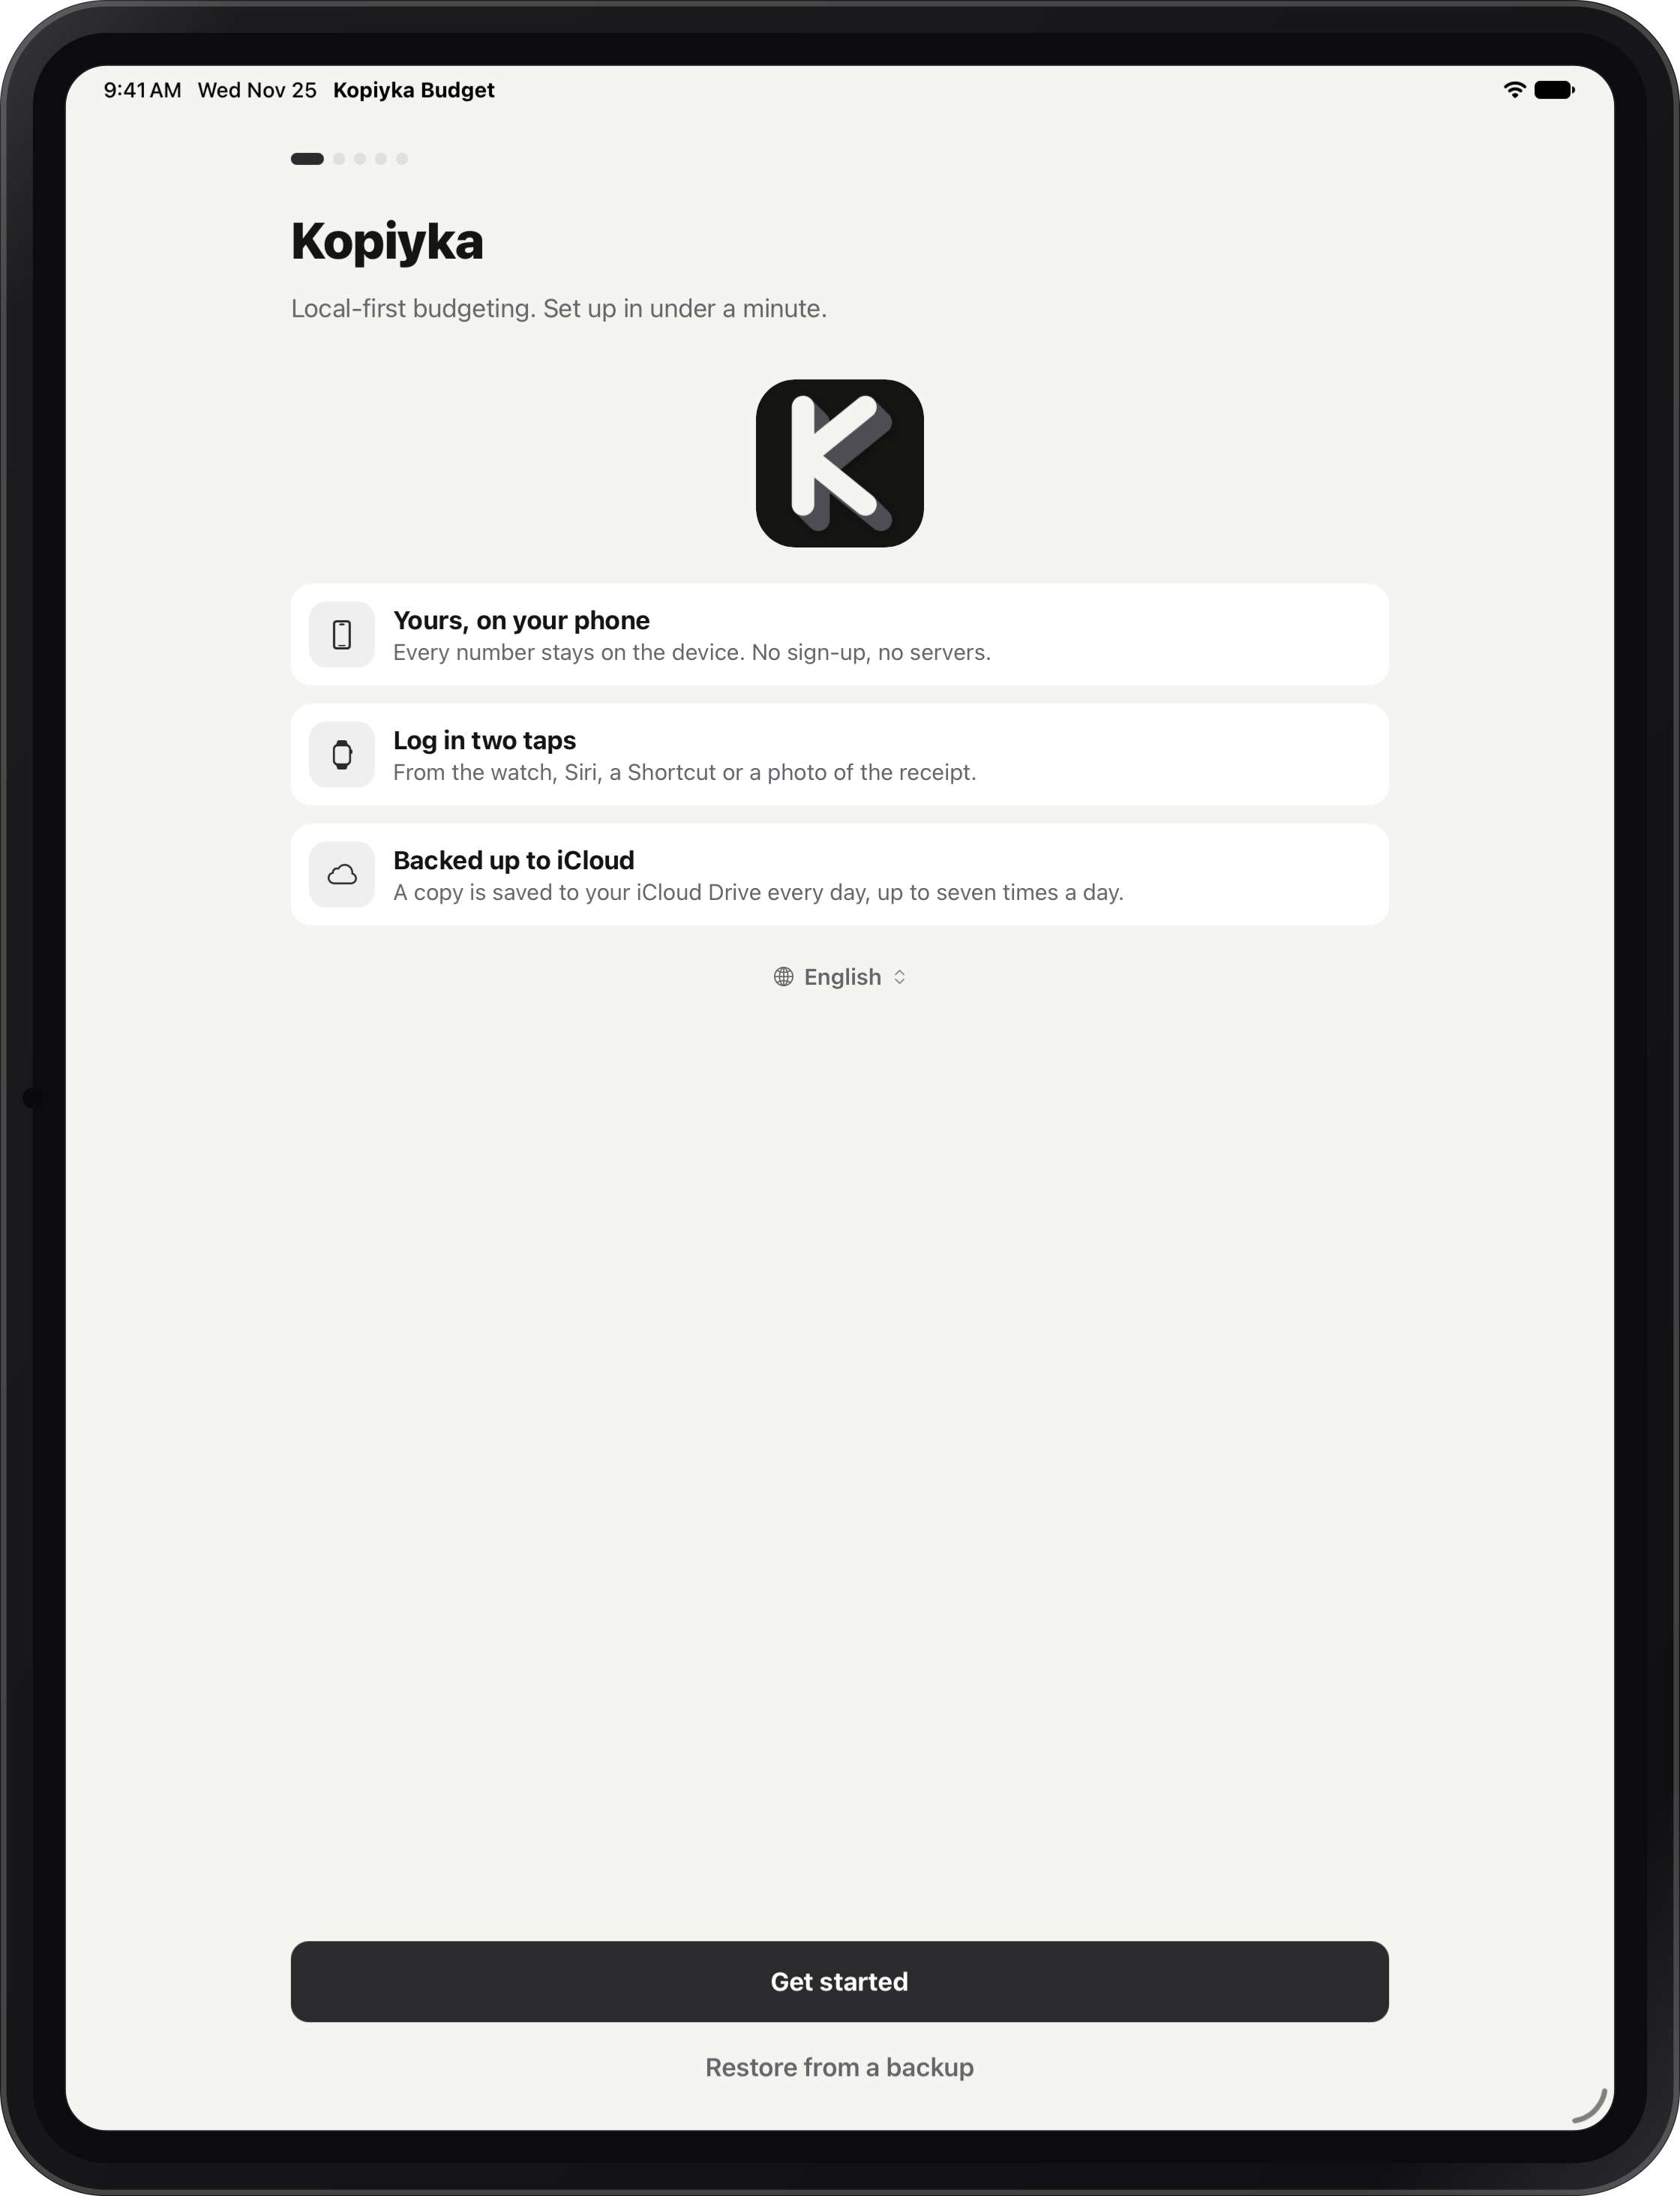 9:41 AM Wed Nov 25 Kopiyka Budget
Kopiyka
Local-first budgeting. Set up in under a minute.
K
Yours, on your phone
Every number stays on the device. No sign-up, no servers.
Log in two taps
From the watch, Siri, a Shortcut or a photo of the receipt.
Backed up to iCloud
A copy is saved to your iCloud Drive every day, up to seven times a day.
English
Get started
Restore from a backup